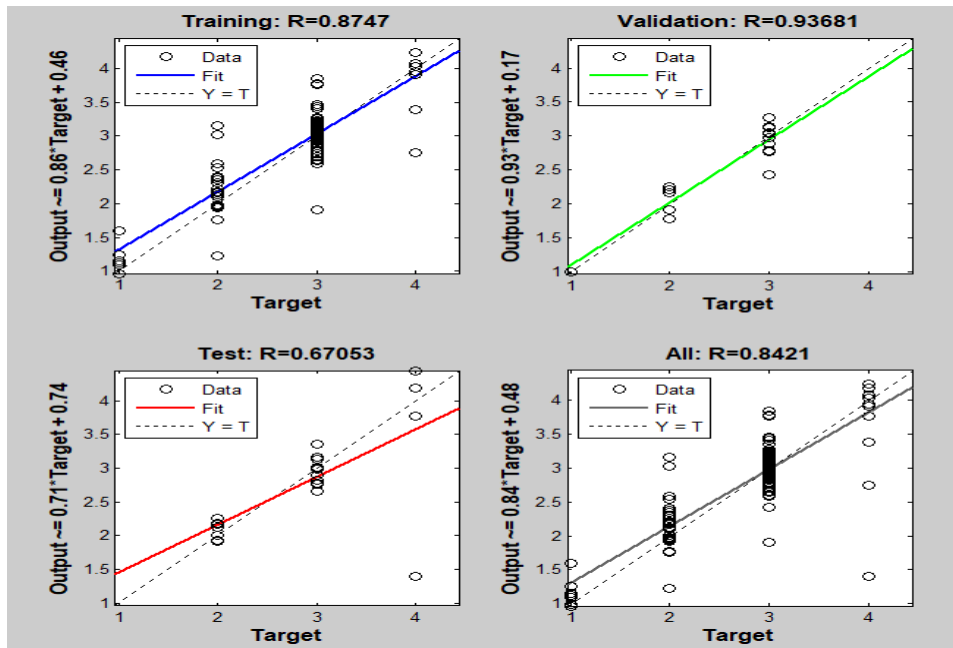 Training: R=0.8747
Output ~= 0.86*Target + 0.46
Data
Fit
Y = T
4
3.5
3
2.5
2
1.5
1
1 2 3 4
Target
Validation: R=0.93681
Output ~= 0.93*Target + 0.17
Data
Fit
Y = T
4
3.5
3
2.5
2
1.5
1
1 2 3 4
Target
Test: R=0.67053
Output ~= 0.71*Target + 0.74
Data
Fit
Y = T
4
3.5
3
2.5
2
1.5
1
1 2 3 4
Target
All: R=0.8421
Output ~= 0.84*Target + 0.48
Data
Fit
Y = T
4
3.5
3
2.5
2
1.5
1
1 2 3 4
Target